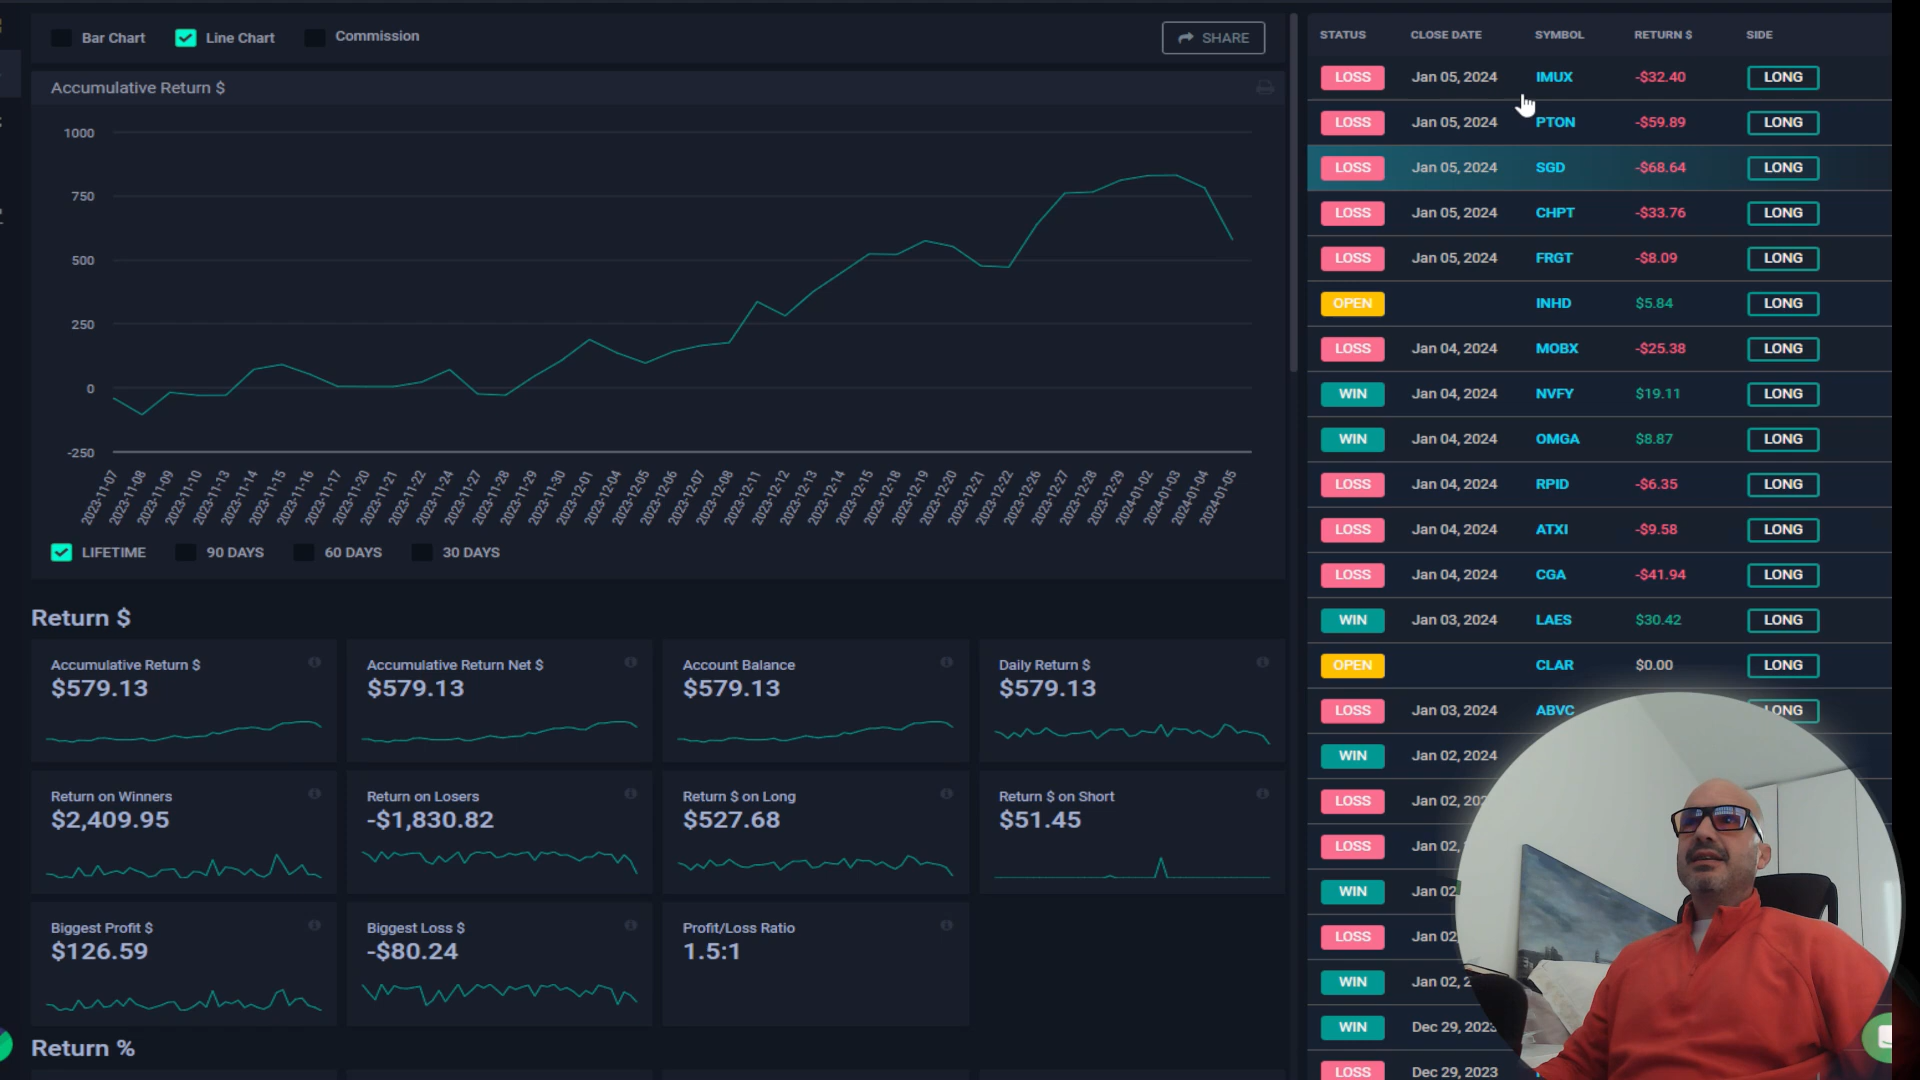 Bar Chart Line Chart Commission SHARE
Accumulative Return $
1000
750
500
250
0
-250
2023-11-07 2023-11-08 2023-11-09 2023-11-10 2023-11-13 2023-11-14 2023-11-15 2023-11-16 2023-11-17 2023-11-20 2023-11-21 2023-11-22 2023-11-24 2023-11-27 2023-11-28 2023-11-29 2023-11-30 2023-12-01 2023-12-04 2023-12-05 2023-12-06 2023-12-07 2023-12-08 2023-12-11 2023-12-12 2023-12-13 2023-12-14 2023-12-15 2023-12-18 2023-12-19 2023-12-20 2023-12-21 2023-12-22 2023-12-26 2023-12-27 2023-12-28 2023-12-29 2024-01-02 2024-01-03 2024-01-04 2024-01-05
LIFETIME 90 DAYS 60 DAYS 30 DAYS
Return $
Accumulative Return $ Accumulative Return Net $ Account Balance Daily Return $
$579.13 $579.13 $579.13 $579.13
Return on Winners Return on Losers Return $ on Long Return $ on Short
$2,409.95 -$1,830.82 $527.68 $51.45
Biggest Profit $ Biggest Loss $ Profit/Loss Ratio
$126.59 -$80.24 1.5:1
Return %
STATUS CLOSE DATE SYMBOL RETURN $ SIDE
LOSS Jan 05, 2024 IMUX -$32.40 LONG
LOSS Jan 05, 2024 PTON -$59.89 LONG
LOSS Jan 05, 2024 SGD -$68.64 LONG
LOSS Jan 05, 2024 CHPT -$33.76 LONG
LOSS Jan 05, 2024 FRGT -$8.09 LONG
OPEN INHD $5.84 LONG
LOSS Jan 04, 2024 MOBX -$25.38 LONG
WIN Jan 04, 2024 NVFY $19.11 LONG
WIN Jan 04, 2024 OMGA $8.87 LONG
LOSS Jan 04, 2024 RPID -$6.35 LONG
LOSS Jan 04, 2024 ATXI -$9.58 LONG
LOSS Jan 04, 2024 CGA -$41.94 LONG
WIN Jan 03, 2024 LAES $30.42 LONG
OPEN CLAR $0.00 LONG
LOSS Jan 03, 2024 ABVC LONG
WIN Jan 02, 2024
LOSS Jan 02, 202
LOSS Jan 02,
WIN Jan 02
LOSS Jan 02
WIN Jan 02, 2
WIN Dec 29, 2023
LOSS Dec 29, 2023